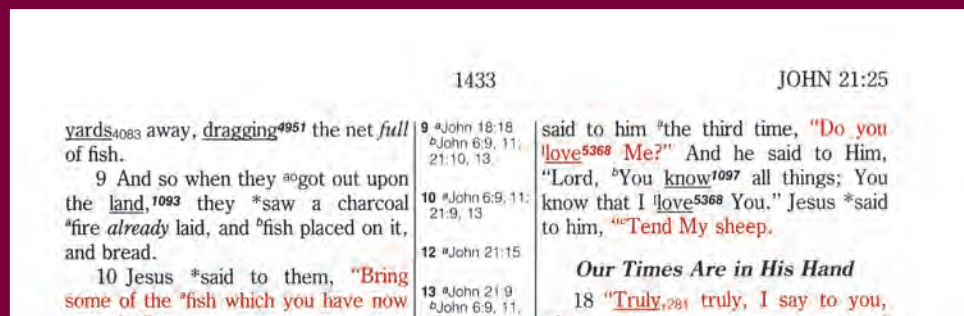 1433
JOHN 21:25
yards4083 away, dragging4951 the net full
of fish.
9 And so when they aogot out upon
the land,1093 they *saw a charcoal
afire already laid, and bfish placed on it,
and bread.
10 Jesus *said to them, "Bring
some of the afish which you have now
9 aJohn 18:18
bJohn 6:9, 11;
21:10, 13
10 aJohn 6:9, 11;
21:9, 13
12 aJohn 21:15
13 aJohn 21:9
bJohn 6:9, 11,
said to him athe third time, "Do you
love5368 Me?" And he said to Him,
"Lord, bYou know1097 all things; You
know that I love5368 You." Jesus *said
to him, "cTend My sheep.
Our Times Are in His Hand
18 "Truly,281 truly, I say to you,